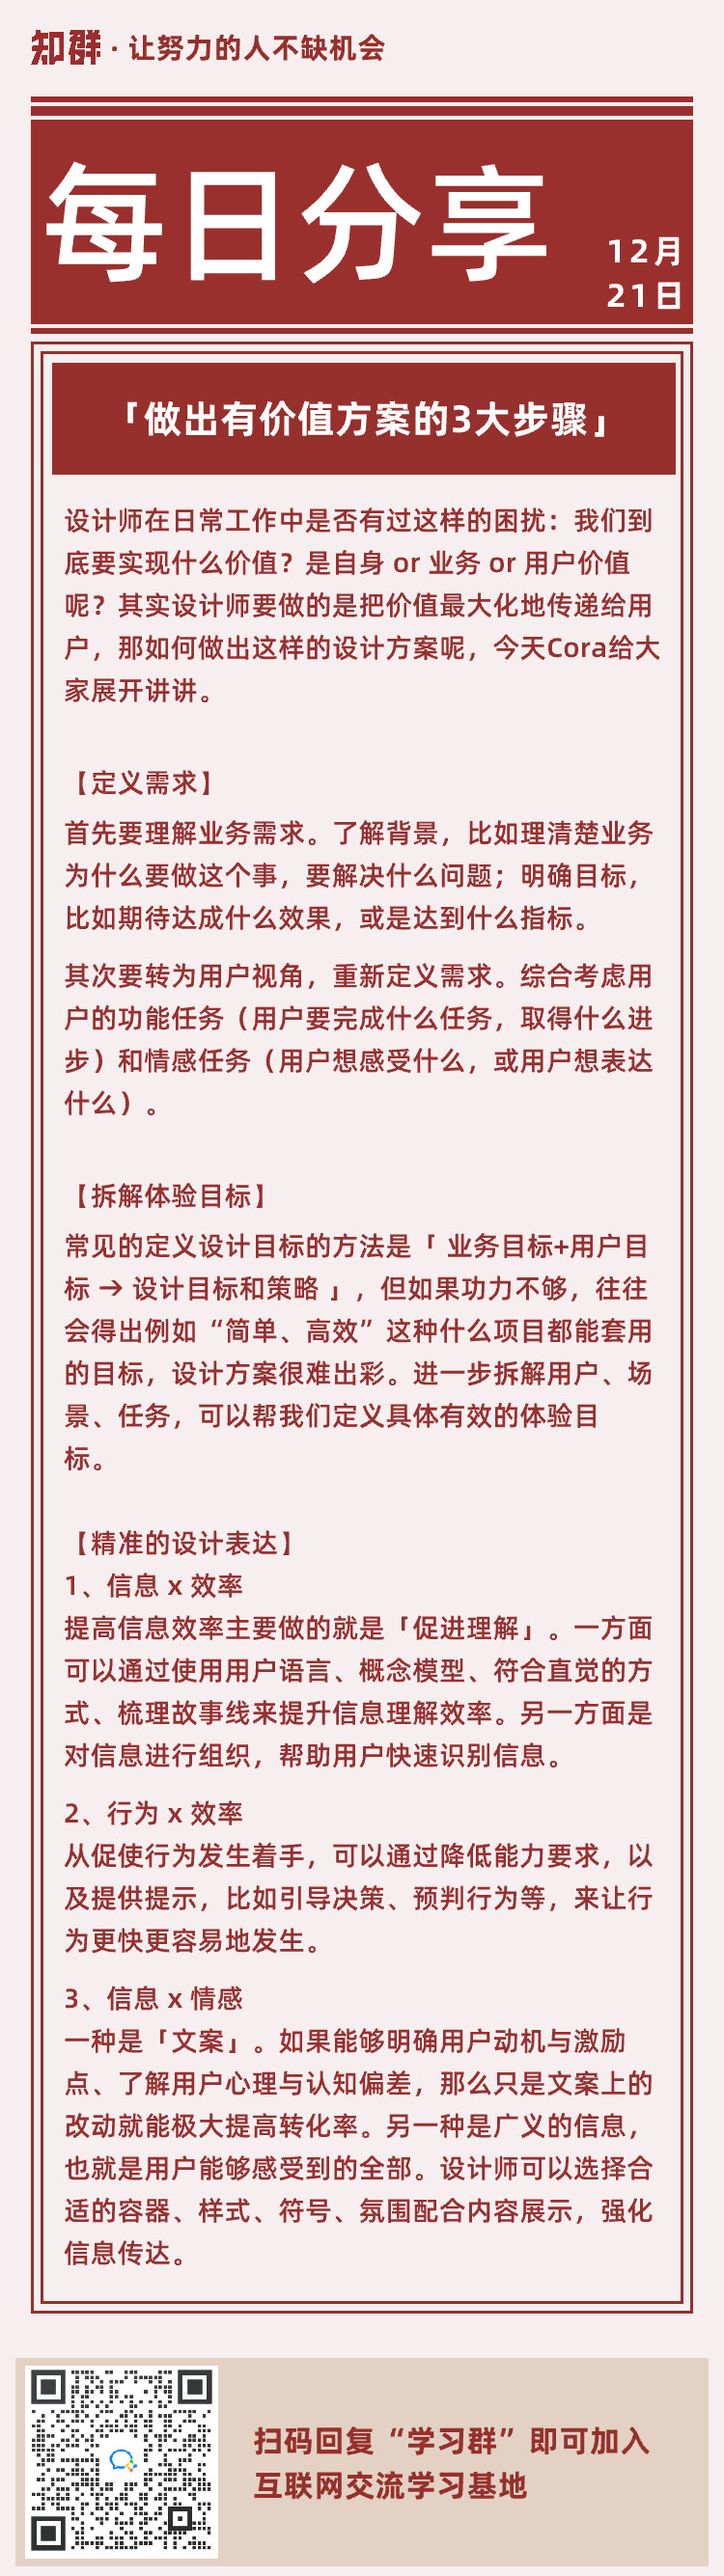 知群 · 让努力的人不缺机会
每日分享
12月
21日
「做出有价值方案的3大步骤」
设计师在日常工作中是否有过这样的困扰：我们到
底要实现什么价值？是自身 or 业务 or 用户价值
呢？其实设计师要做的是把价值最大化地传递给用
户，那如何做出这样的设计方案呢，今天Cora给大
家展开讲讲。
【定义需求】
首先要理解业务需求。了解背景，比如理清楚业务
为什么要做这个事，要解决什么问题；明确目标，
比如期待达成什么效果，或是达到什么指标。
其次要转为用户视角，重新定义需求。综合考虑用
户的功能任务（用户要完成什么任务，取得什么进
步）和情感任务（用户想感受什么，或用户想表达
什么）。
【拆解体验目标】
常见的定义设计目标的方法是「 业务目标+用户目
标 → 设计目标和策略 」，但如果功力不够，往往
会得出例如“简单、高效”这种什么项目都能套用
的目标，设计方案很难出彩。进一步拆解用户、场
景、任务，可以帮我们定义具体有效的体验目
标。
【精准的设计表达】
1、信息 x 效率
提高信息效率主要做的就是「促进理解」。一方面
可以通过使用用户语言、概念模型、符合直觉的方
式、梳理故事线来提升信息理解效率。另一方面是
对信息进行组织，帮助用户快速识别信息。
2、行为 x 效率
从促使行为发生着手，可以通过降低能力要求，以
及提供提示，比如引导决策、预判行为等，来让行
为更快更容易地发生。
3、信息 x 情感
一种是「文案」。如果能够明确用户动机与激励
点、了解用户心理与认知偏差，那么只是文案上的
改动就能极大提高转化率。另一种是广义的信息，
也就是用户能够感受到的全部。设计师可以选择合
适的容器、样式、符号、氛围配合内容展示，强化
信息传达。
扫码回复“学习群”即可加入
互联网交流学习基地